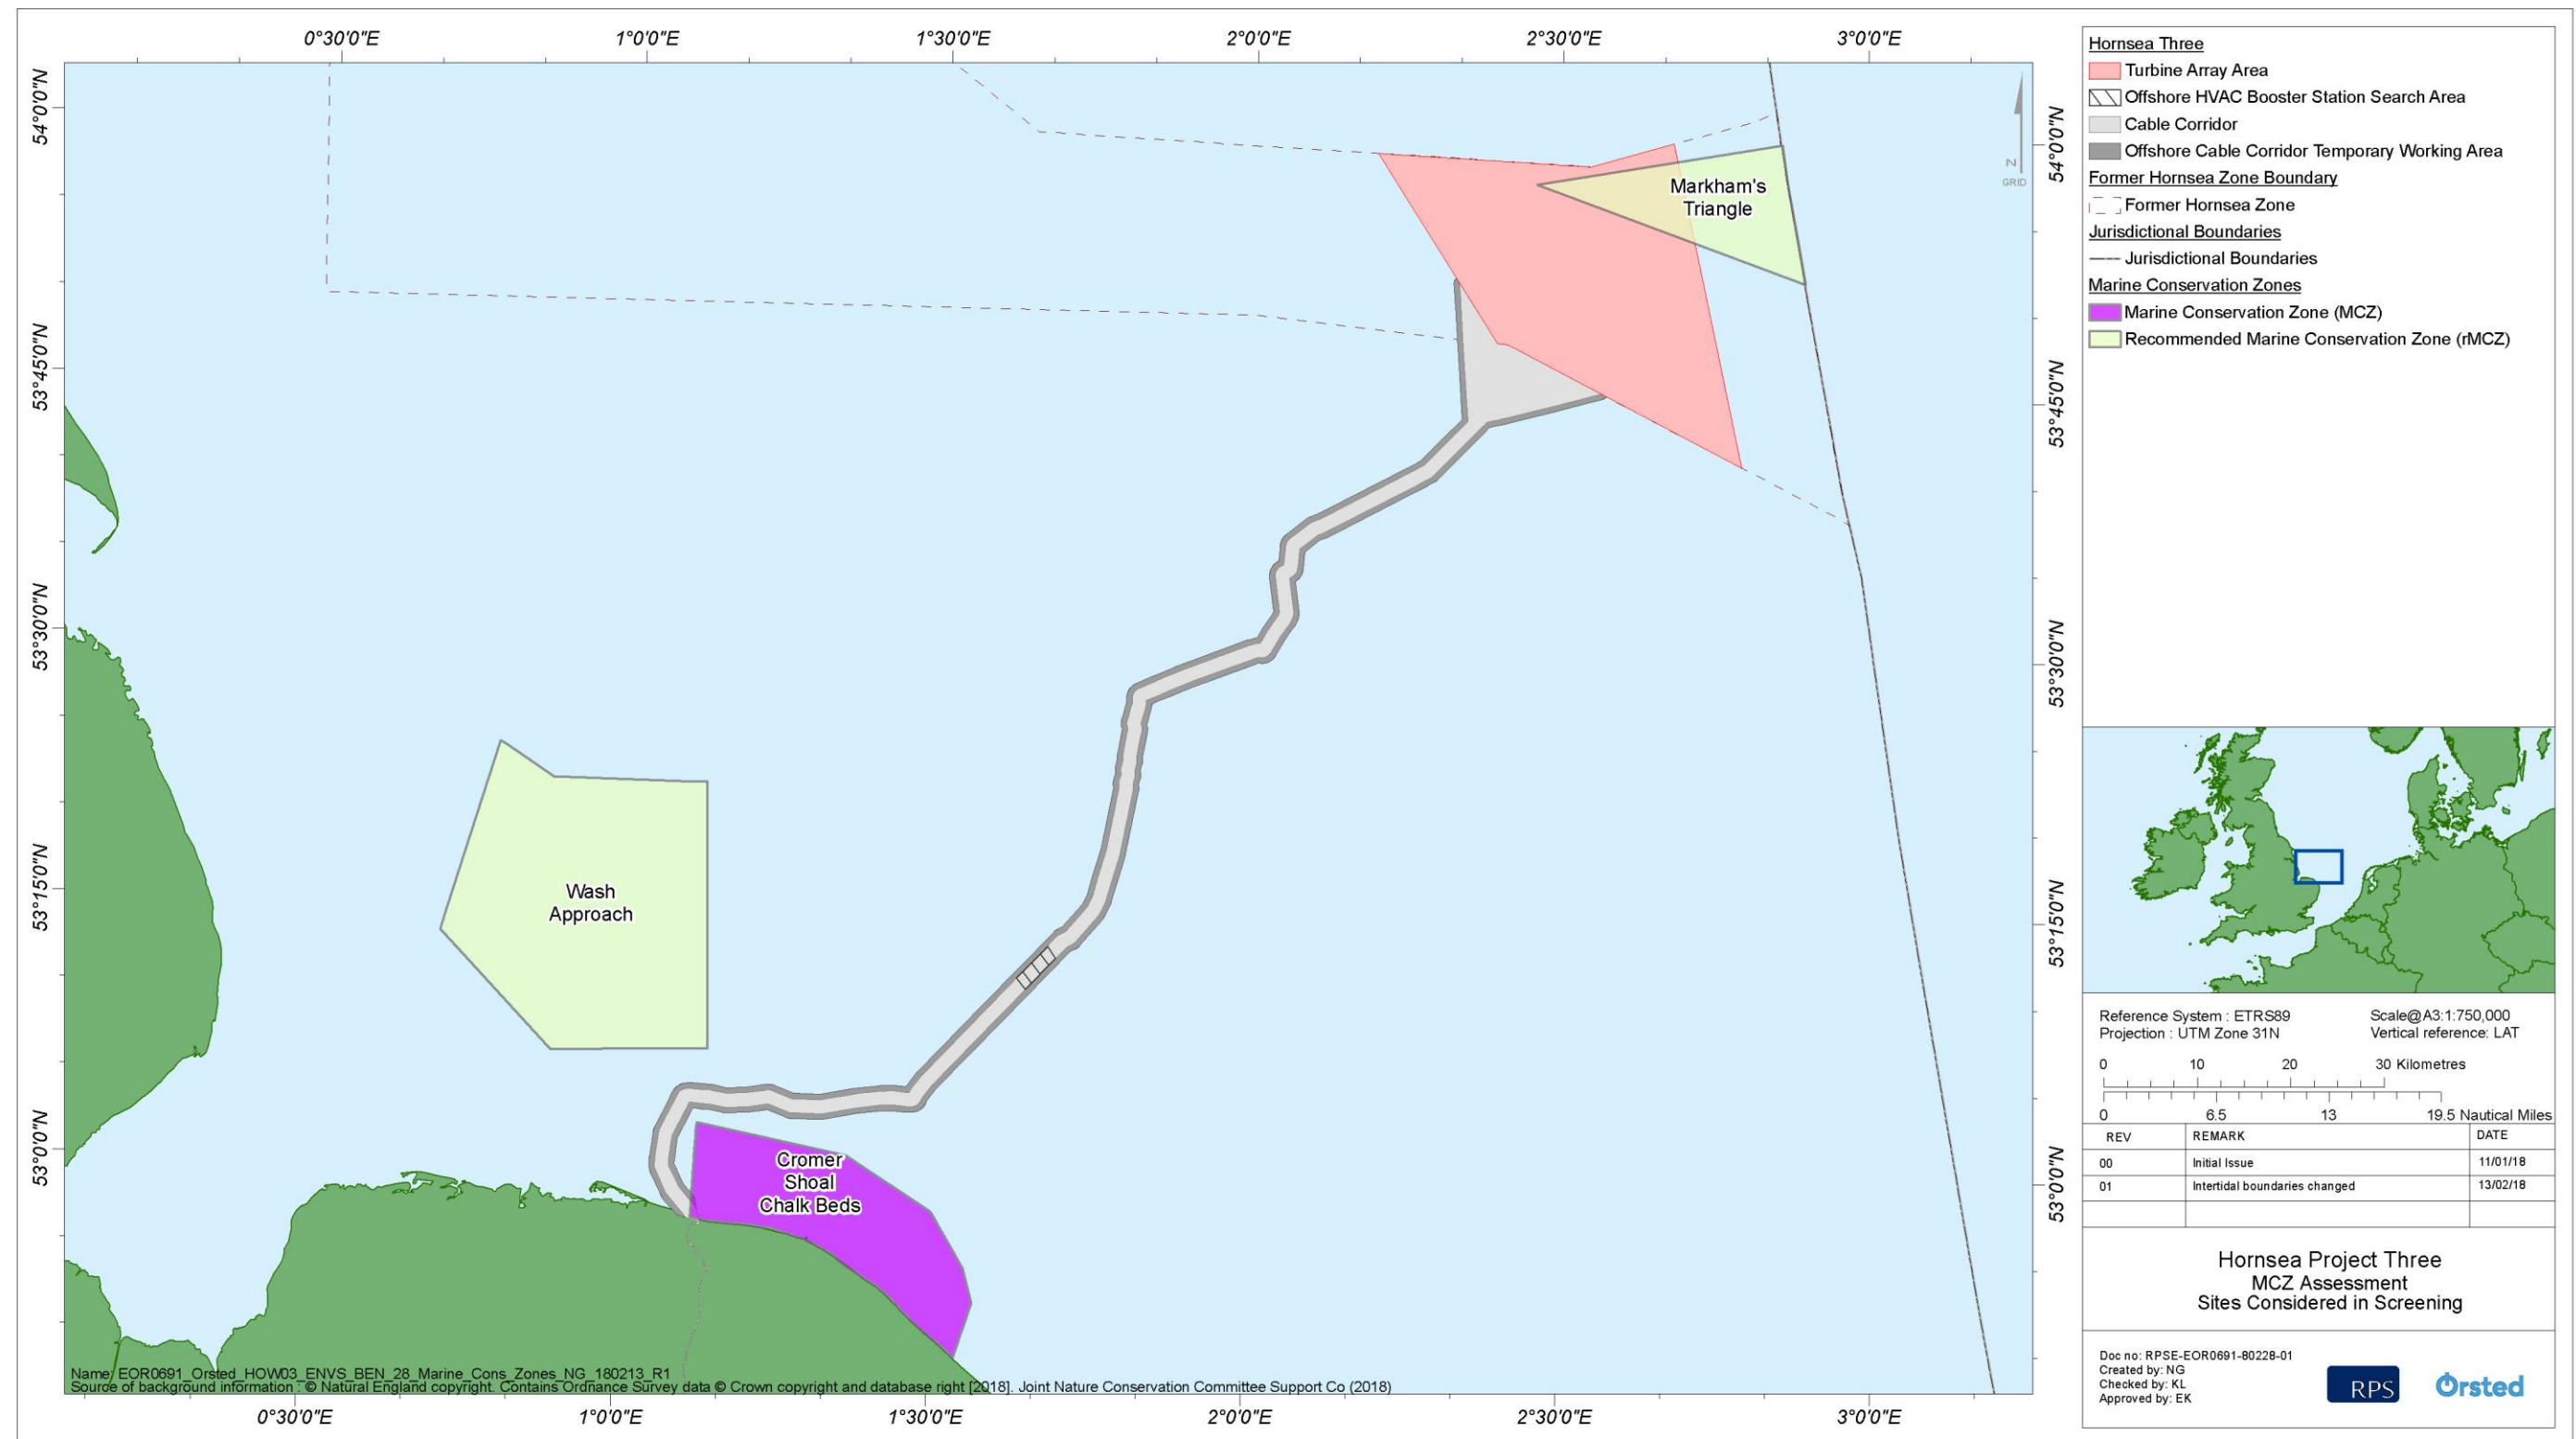 0°30'0"E
1°0'0"E
1°30'0"E
2°0'0"E
2°30'0"E
3°0'0"E
54°0'0"N
53°45'0"N
53°30'0"N
53°15'0"N
53°0'0"N
54°0'0"N
53°45'0"N
53°30'0"N
53°15'0"N
53°0'0"N
N
GRID
Markham's
Triangle
Wash
Approach
Cromer
Shoal
Chalk Beds
Name: EOR0691_Orsted_HOW03_ENVS_BEN_28_Marine_Cons_Zones_NG_180213_R1
Source of background information : © Natural England copyright. Contains Ordnance Survey data © Crown copyright and database right [2018]. Joint Nature Conservation Committee Support Co (2018)
0°30'0"E
1°0'0"E
1°30'0"E
2°0'0"E
2°30'0"E
3°0'0"E
Hornsea Three
Turbine Array Area
Offshore HVAC Booster Station Search Area
Cable Corridor
Offshore Cable Corridor Temporary Working Area
Former Hornsea Zone Boundary
Former Hornsea Zone
Jurisdictional Boundaries
Jurisdictional Boundaries
Marine Conservation Zones
Marine Conservation Zone (MCZ)
Recommended Marine Conservation Zone (rMCZ)
Reference System : ETRS89 Scale@A3:1:750,000
Projection : UTM Zone 31N Vertical reference: LAT
0 10 20 30 Kilometres
0 6.5 13 19.5 Nautical Miles
REV REMARK DATE
00 Initial Issue 11/01/18
01 Intertidal boundaries changed 13/02/18
Hornsea Project Three
MCZ Assessment
Sites Considered in Screening
Doc no: RPSE-EOR0691-80228-01
Created by: NG
Checked by: KL
Approved by: EK
RPS
Ørsted